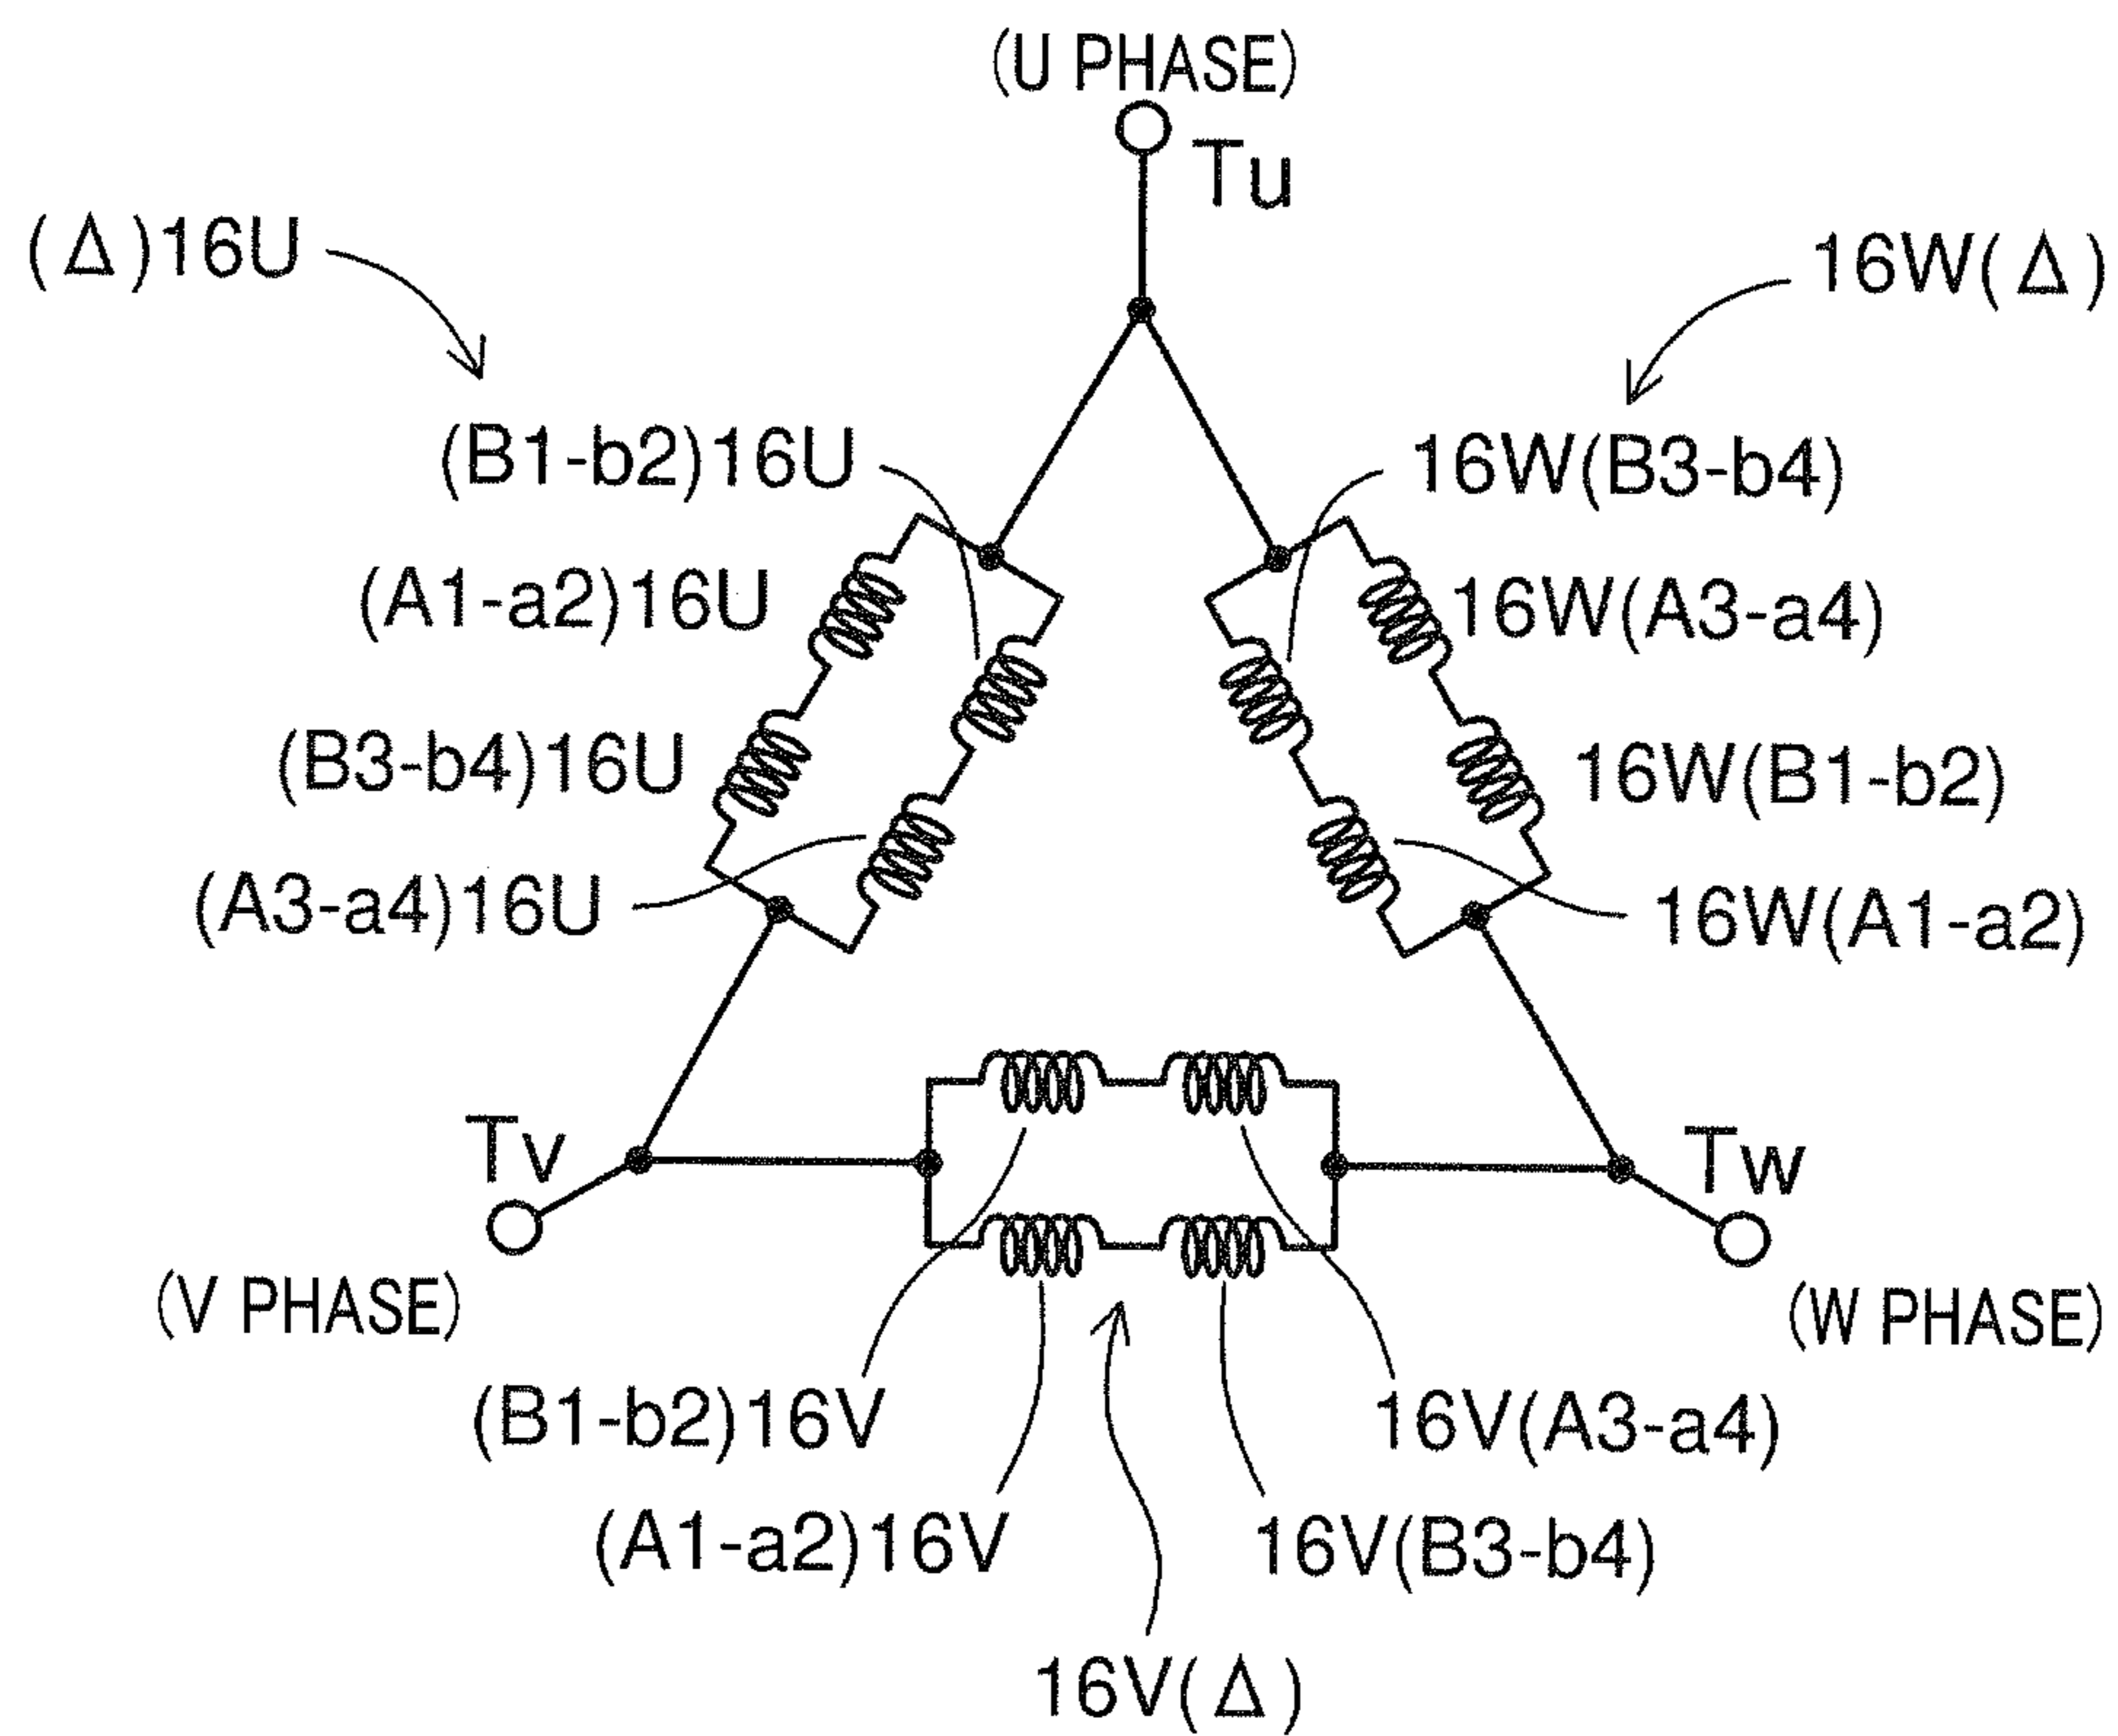 (U PHASE)
Tu
(Δ)16U
16W(Δ)
(B1-b2)16U
16W(B3-b4)
(A1-a2)16U
16W(A3-a4)
(B3-b4)16U
16W(B1-b2)
(A3-a4)16U
16W(A1-a2)
Tv
Tw
(V PHASE)
(W PHASE)
(B1-b2)16V
16V(A3-a4)
(A1-a2)16V
16V(B3-b4)
16V(Δ)